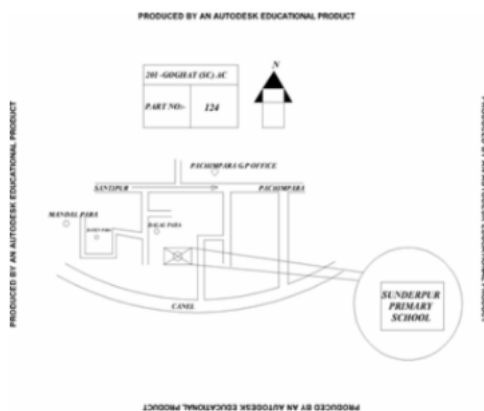 PRODUCED BY AN AUTODESK EDUCATIONAL PRODUCT
N
201 -GOGHAT (SC) AC
PART NO:- 124
PACHIMPARA G.P OFFICE
SANTIPUR PACHIMPARA
MANDAL PARA
DALAL PARA
CANEL
SUNDERPUR
PRIMARY
SCHOOL
PRODUCED BY AN AUTODESK EDUCATIONAL PRODUCT
PRODUCED BY AN AUTODESK EDUCATIONAL PRODUCT
PRODUCED BY AN AUTODESK EDUCATIONAL PRODUCT